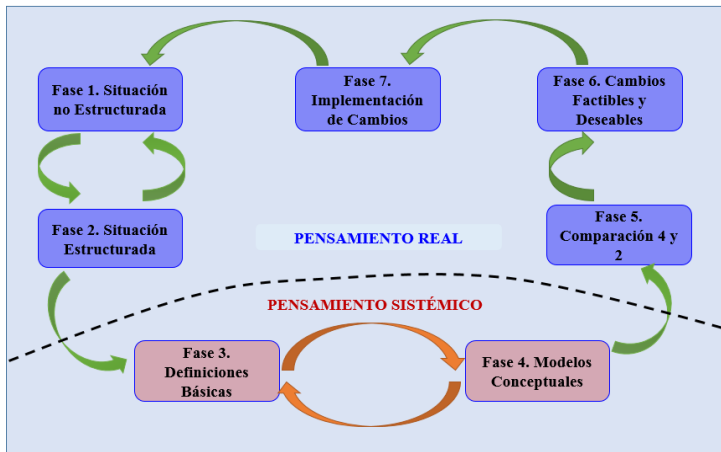 Fase 1. Situación
no Estructurada
Fase 7.
Implementación
de Cambios
Fase 6. Cambios
Factibles y
Deseables
Fase 2. Situación
Estructurada
PENSAMIENTO REAL
Fase 5.
Comparación 4 y
2
PENSAMIENTO SISTÉMICO
Fase 3.
Definiciones
Básicas
Fase 4. Modelos
Conceptuales